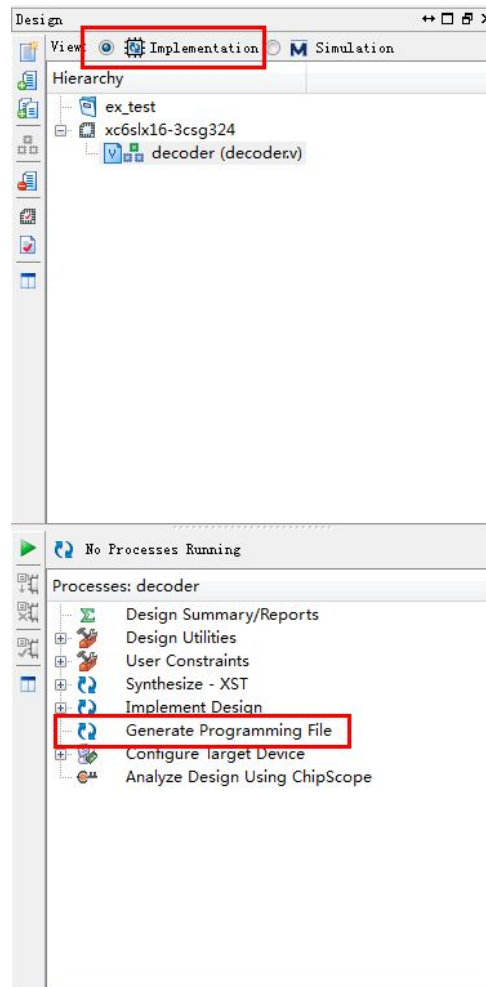 Design
View: Implementation Simulation
Hierarchy
ex_test
xc6slx16-3csg324
decoder (decoder.v)
No Processes Running
Processes: decoder
Design Summary/Reports
Design Utilities
User Constraints
Synthesize - XST
Implement Design
Generate Programming File
Configure Target Device
Analyze Design Using ChipScope